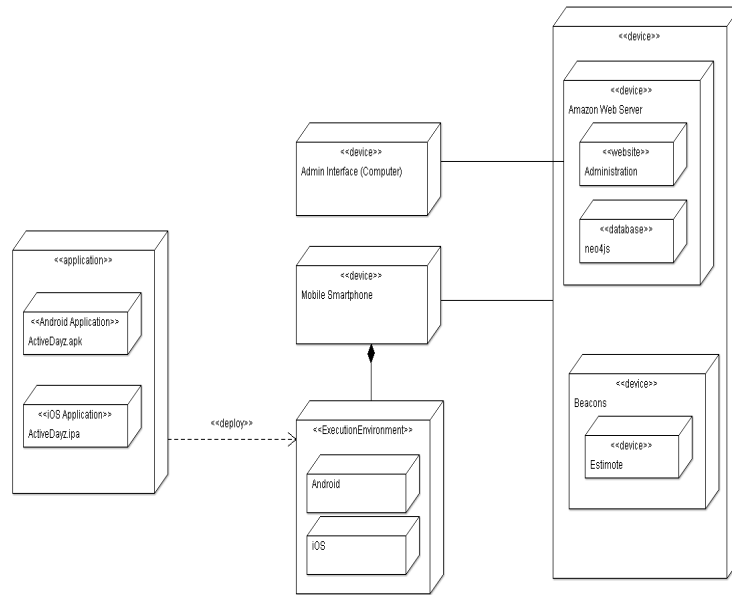 <<device>>
<<device>>
Amazon Web Server
<<website>>
Administration
<<database>>
neo4js
<<device>>
Admin Interface (Computer)
<<device>>
Mobile Smartphone
<<application>>
<<Android Application>>
ActiveDayz.apk
<<iOS Application>>
ActiveDayz.ipa
<<deploy>>
<<ExecutionEnvironment>>
Android
iOS
<<device>>
Beacons
<<device>>
Estimote